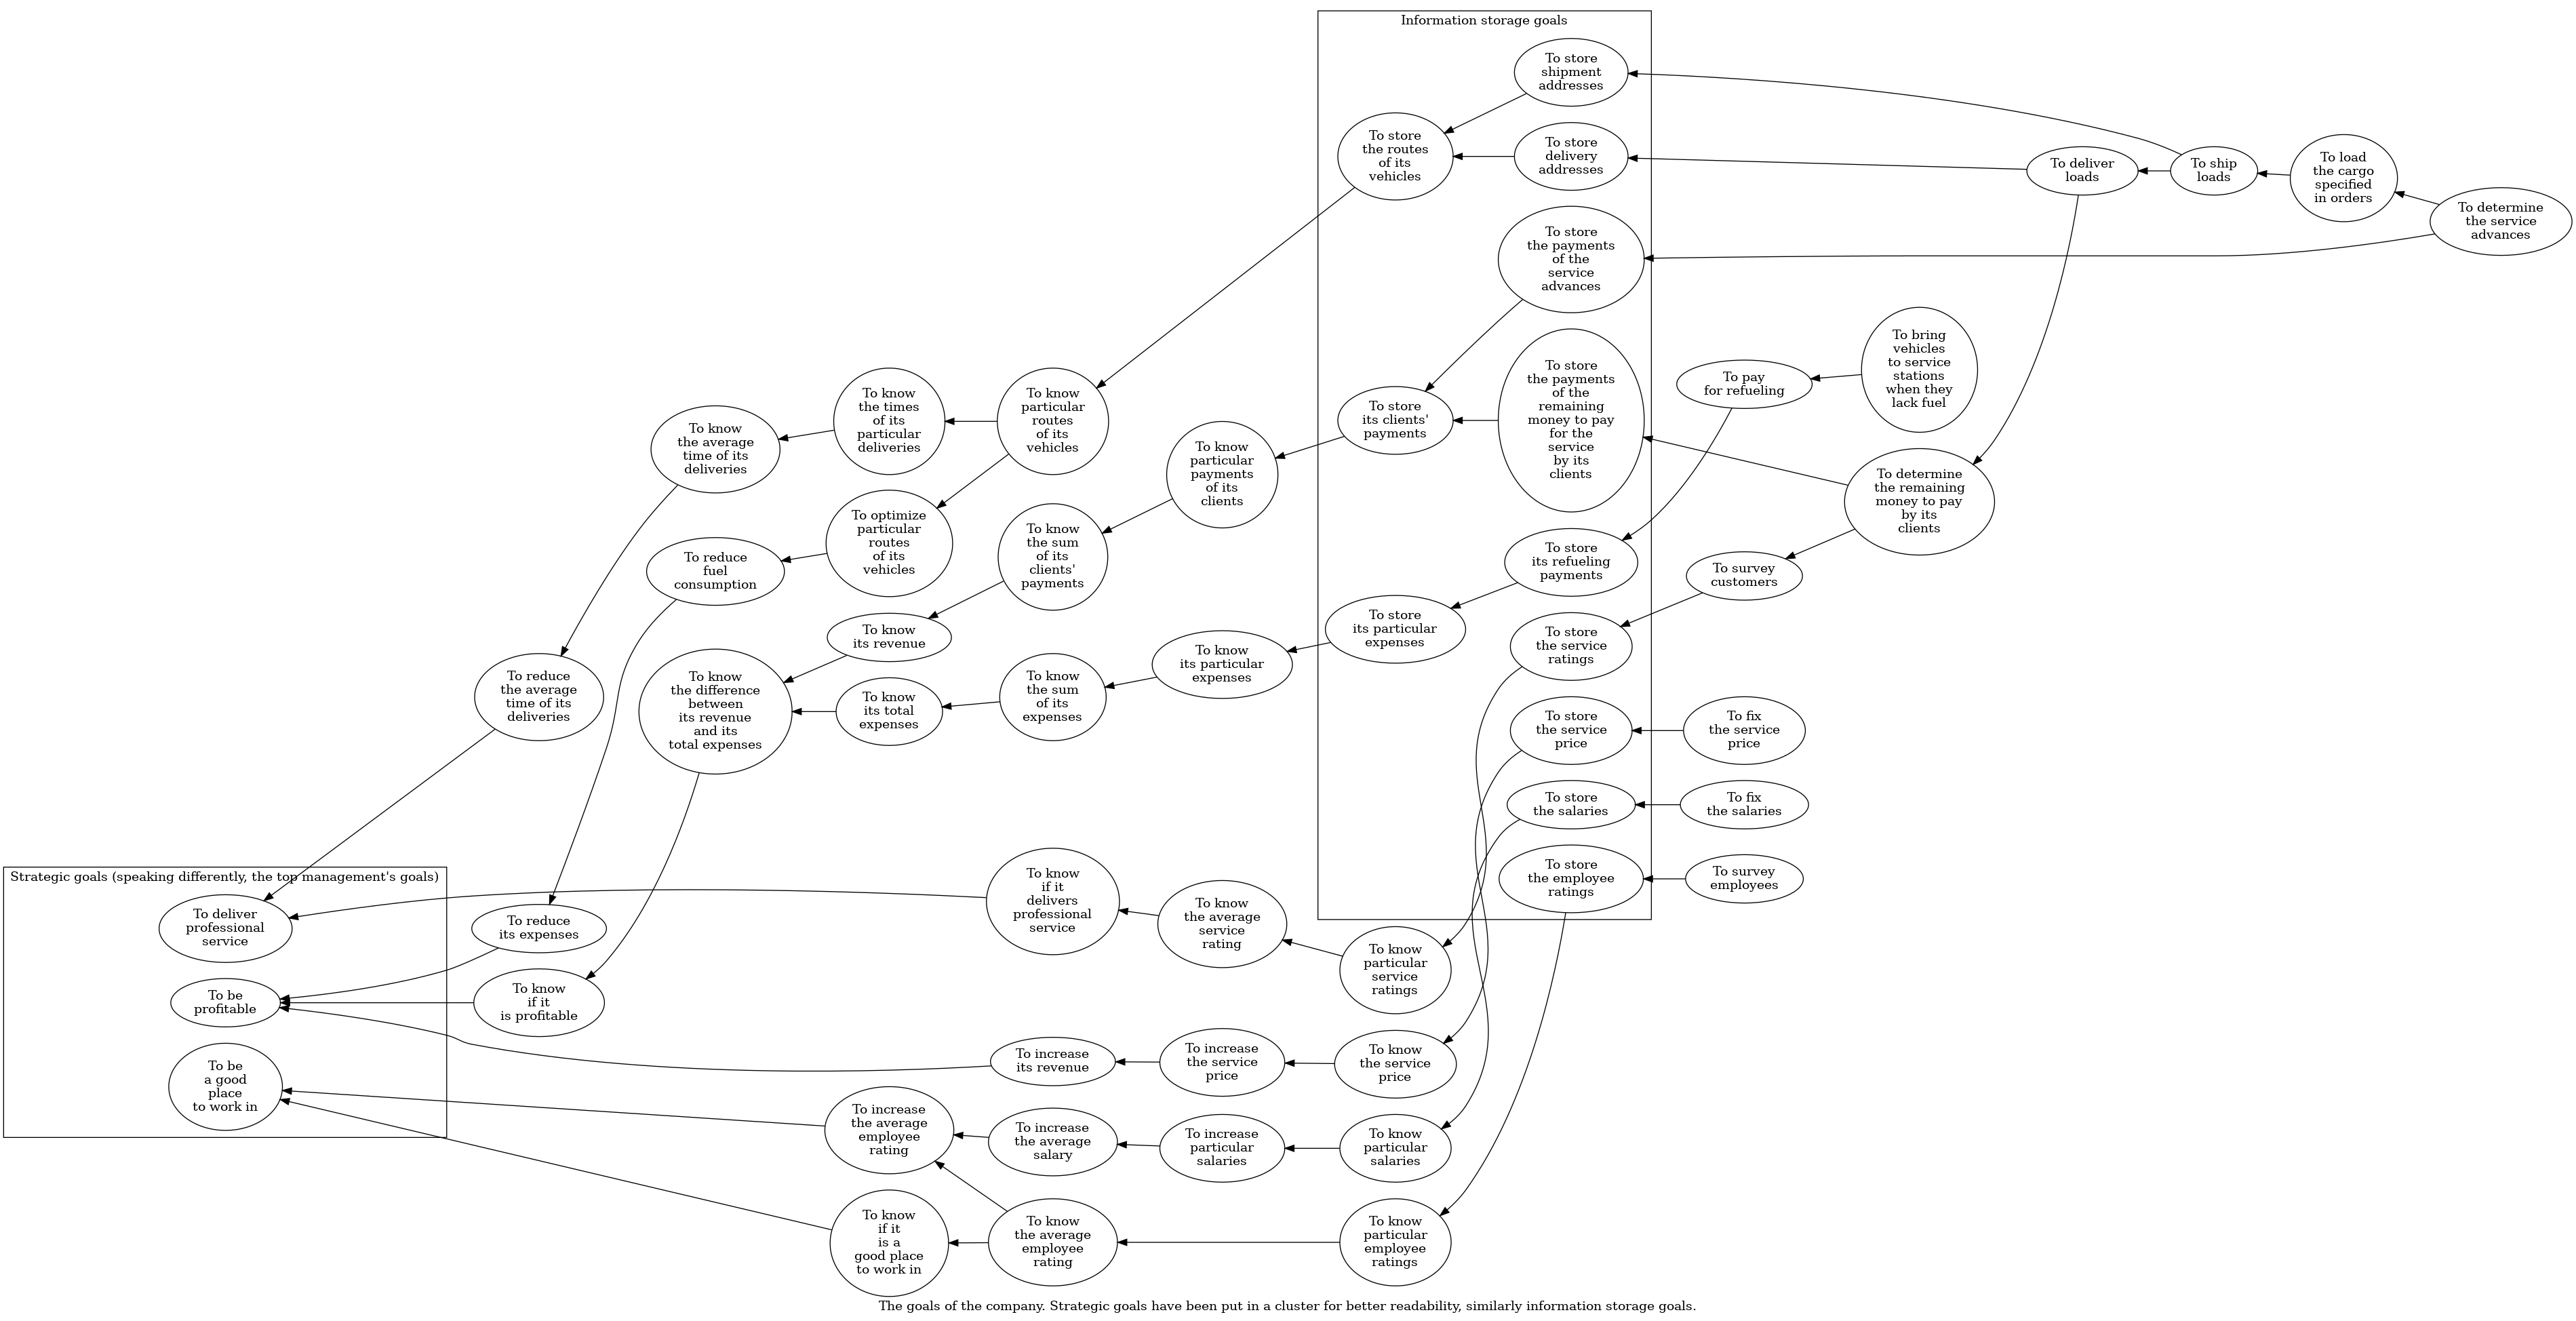 Information storage goals
To store
shipment
addresses
To store
the routes
of its
vehicles
To store
delivery
addresses
To deliver
loads
To ship
loads
To load
the cargo
specified
in orders
To determine
the service
advances
To store
the payments
of the
service
advances
To bring
vehicles
to service
stations
when they
lack fuel
To pay
for refueling
To store
the payments
of the
remaining
money to pay
for the
service
by its
clients
To store
its clients'
payments
To know
particular
payments
of its
clients
To know
particular
routes
of its
vehicles
To know
the times
of its
particular
deliveries
To know
the average
time of its
deliveries
To determine
the remaining
money to pay
by its
clients
To optimize
particular
routes
of its
vehicles
To know
the sum
of its
clients'
payments
To reduce
fuel
consumption
To store
its refueling
payments
To survey
customers
To know
its revenue
To store
its particular
expenses
To store
the service
ratings
To know
its particular
expenses
To reduce
the average
time of its
deliveries
To know
the difference
between
its revenue
and its
total expenses
To know
its total
expenses
To know
the sum
of its
expenses
To store
the service
price
To fix
the service
price
To store
the salaries
To fix
the salaries
To store
the employee
ratings
To survey
employees
Strategic goals (speaking differently, the top management's goals)
To deliver
professional
service
To reduce
its expenses
To know
if it
delivers
professional
service
To know
the average
service
rating
To know
particular
service
ratings
To be
profitable
To know
if it
is profitable
To increase
its revenue
To increase
the service
price
To know
the service
price
To be
a good
place
to work in
To increase
the average
employee
rating
To increase
the average
salary
To increase
particular
salaries
To know
particular
salaries
To know
if it
is a
good place
to work in
To know
the average
employee
rating
To know
particular
employee
ratings
The goals of the company. Strategic goals have been put in a cluster for better readability, similarly information storage goals.